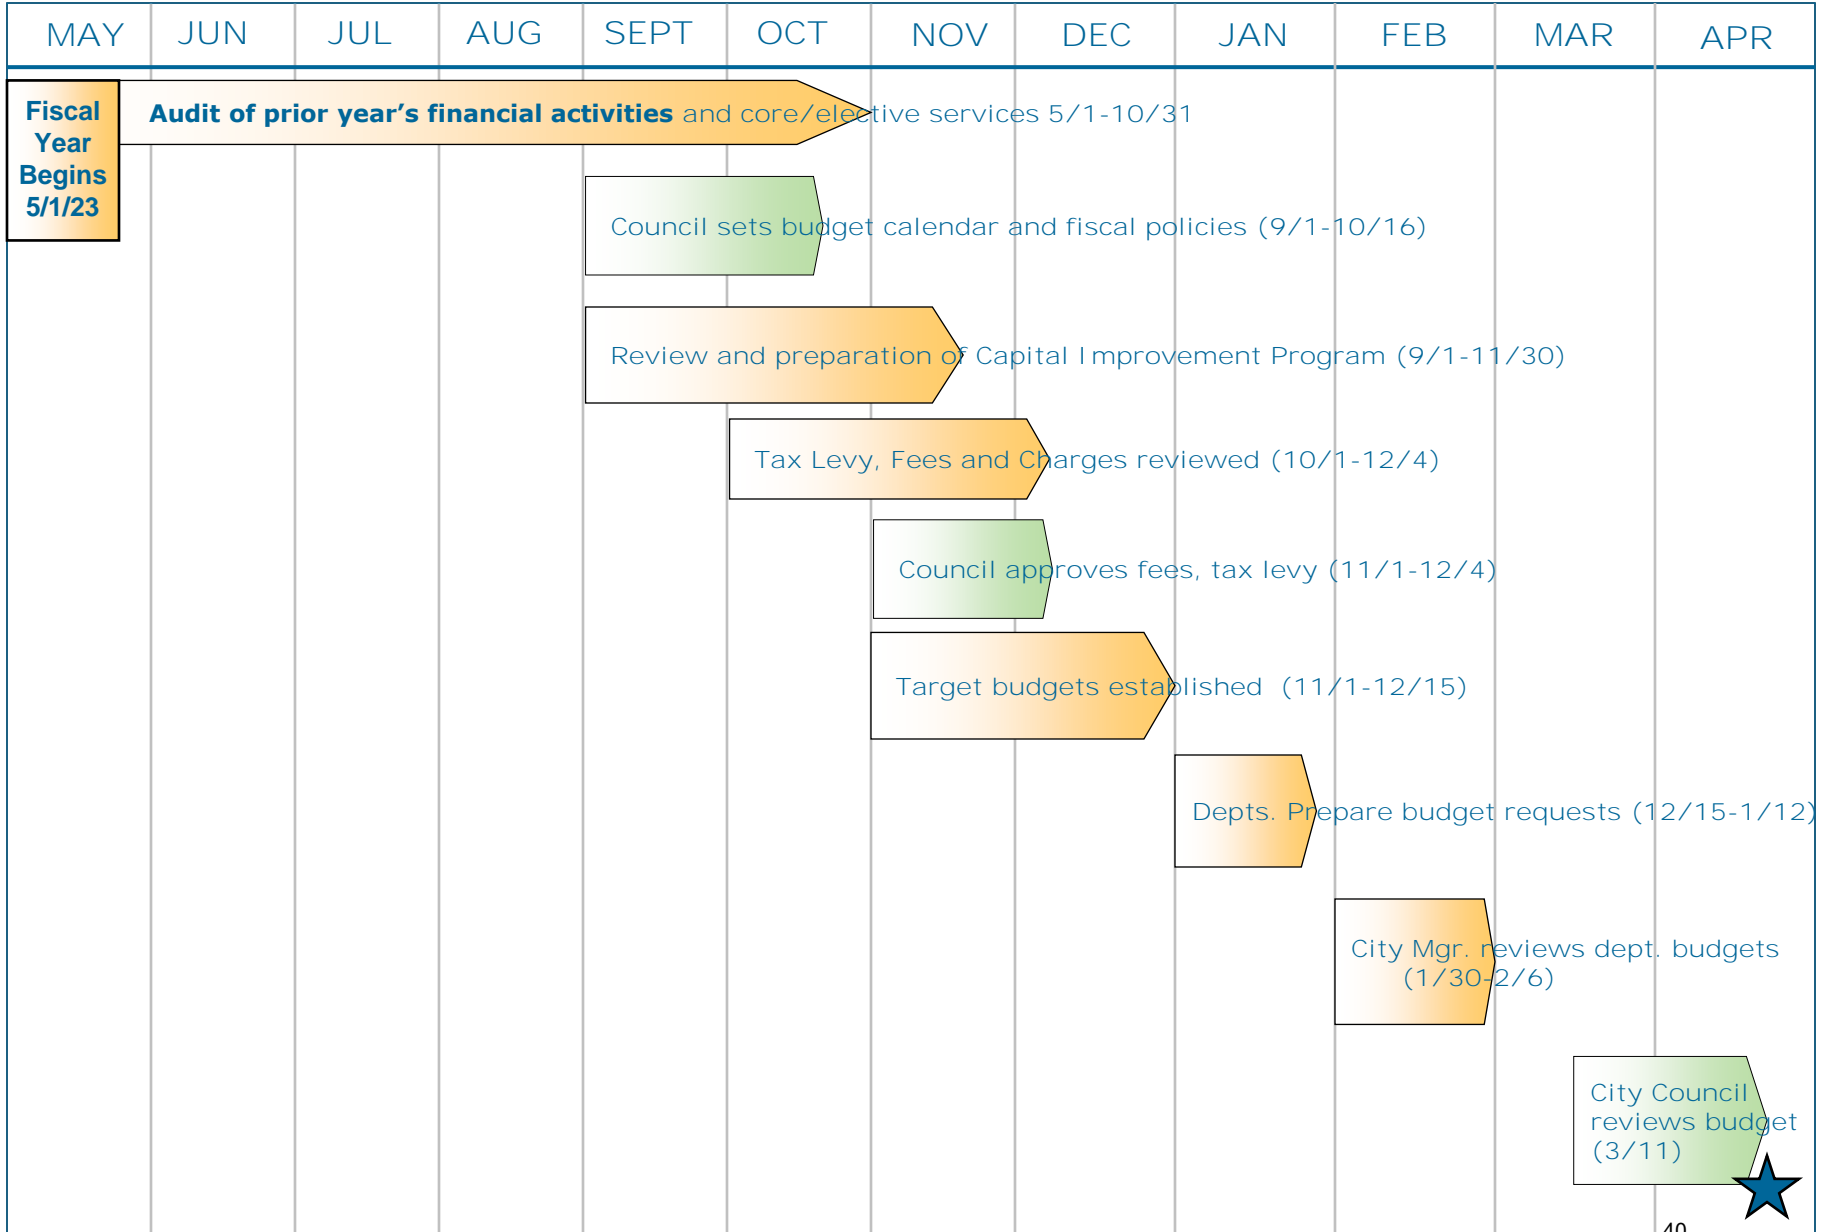 MAY JUN JUL AUG SEPT OCT NOV DEC JAN FEB MAR APR
Fiscal
Year
Begins
5/1/23
Audit of prior year's financial activities and core/elective services 5/1-10/31
Council sets budget calendar and fiscal policies (9/1-10/16)
Review and preparation of Capital Improvement Program (9/1-11/30)
Tax Levy, Fees and Charges reviewed (10/1-12/4)
Council approves fees, tax levy (11/1-12/4)
Target budgets established (11/1-12/15)
Depts. Prepare budget requests (12/15-1/12)
City Mgr. reviews dept. budgets
(1/30-2/6)
City Council
reviews budget
(3/11)
40